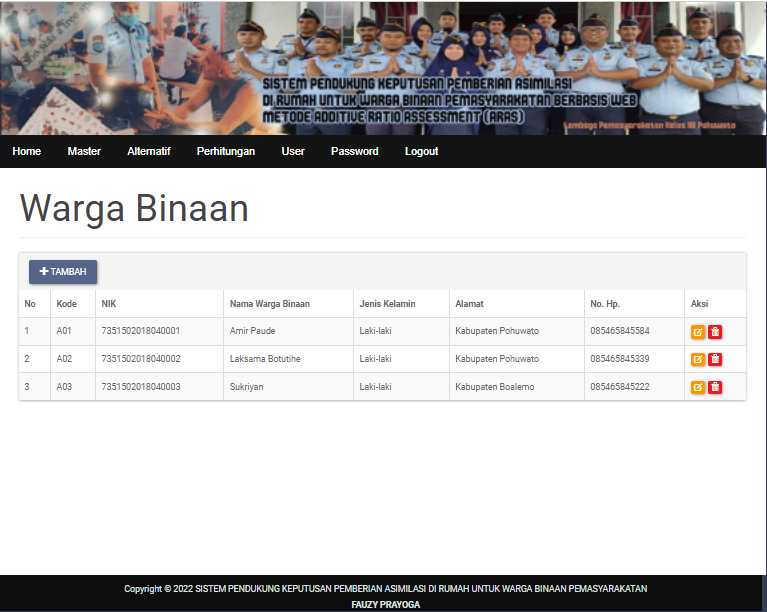 SISTEM PENDUKUNG KEPUTUSAN PEMBERIAN ASIMILASI
DI RUMAH UNTUK WARGA BINAAN PEMASYARAKATAN BERBASIS WEB
METODE ADDITIVE RATIO ASSESSMENT (ARAS)
Lembaga Pemasyarakatan Kelas IIB Pohuwato
Home Master Alternatif Perhitungan User Password Logout
Warga Binaan
TAMBAH
No Kode NIK Nama Warga Binaan Jenis Kelamin Alamat No. Hp. Aksi
1 A01 7351502018040001 Amir Paude Laki-laki Kabupaten Pohuwato 085465845584
2 A02 7351502018040002 Laksama Botutihe Laki-laki Kabupaten Pohuwato 085465845339
3 A03 7351502018040003 Sukriyan Laki-laki Kabupaten Boalemo 085465845222
Copyright © 2022 SISTEM PENDUKUNG KEPUTUSAN PEMBERIAN ASIMILASI DI RUMAH UNTUK WARGA BINAAN PEMASYARAKATAN
FAUZY PRAYOGA